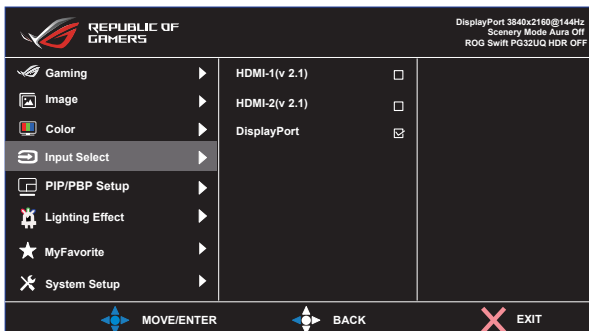 REPUBLIC OF
GAMERS
DisplayPort 3840x2160@144Hz
Scenery Mode Aura Off
ROG Swift PG32UQ HDR OFF
Gaming
Image
Color
Input Select
PIP/PBP Setup
Lighting Effect
MyFavorite
System Setup
HDMI-1(v 2.1)
HDMI-2(v 2.1)
DisplayPort
MOVE/ENTER
BACK
EXIT